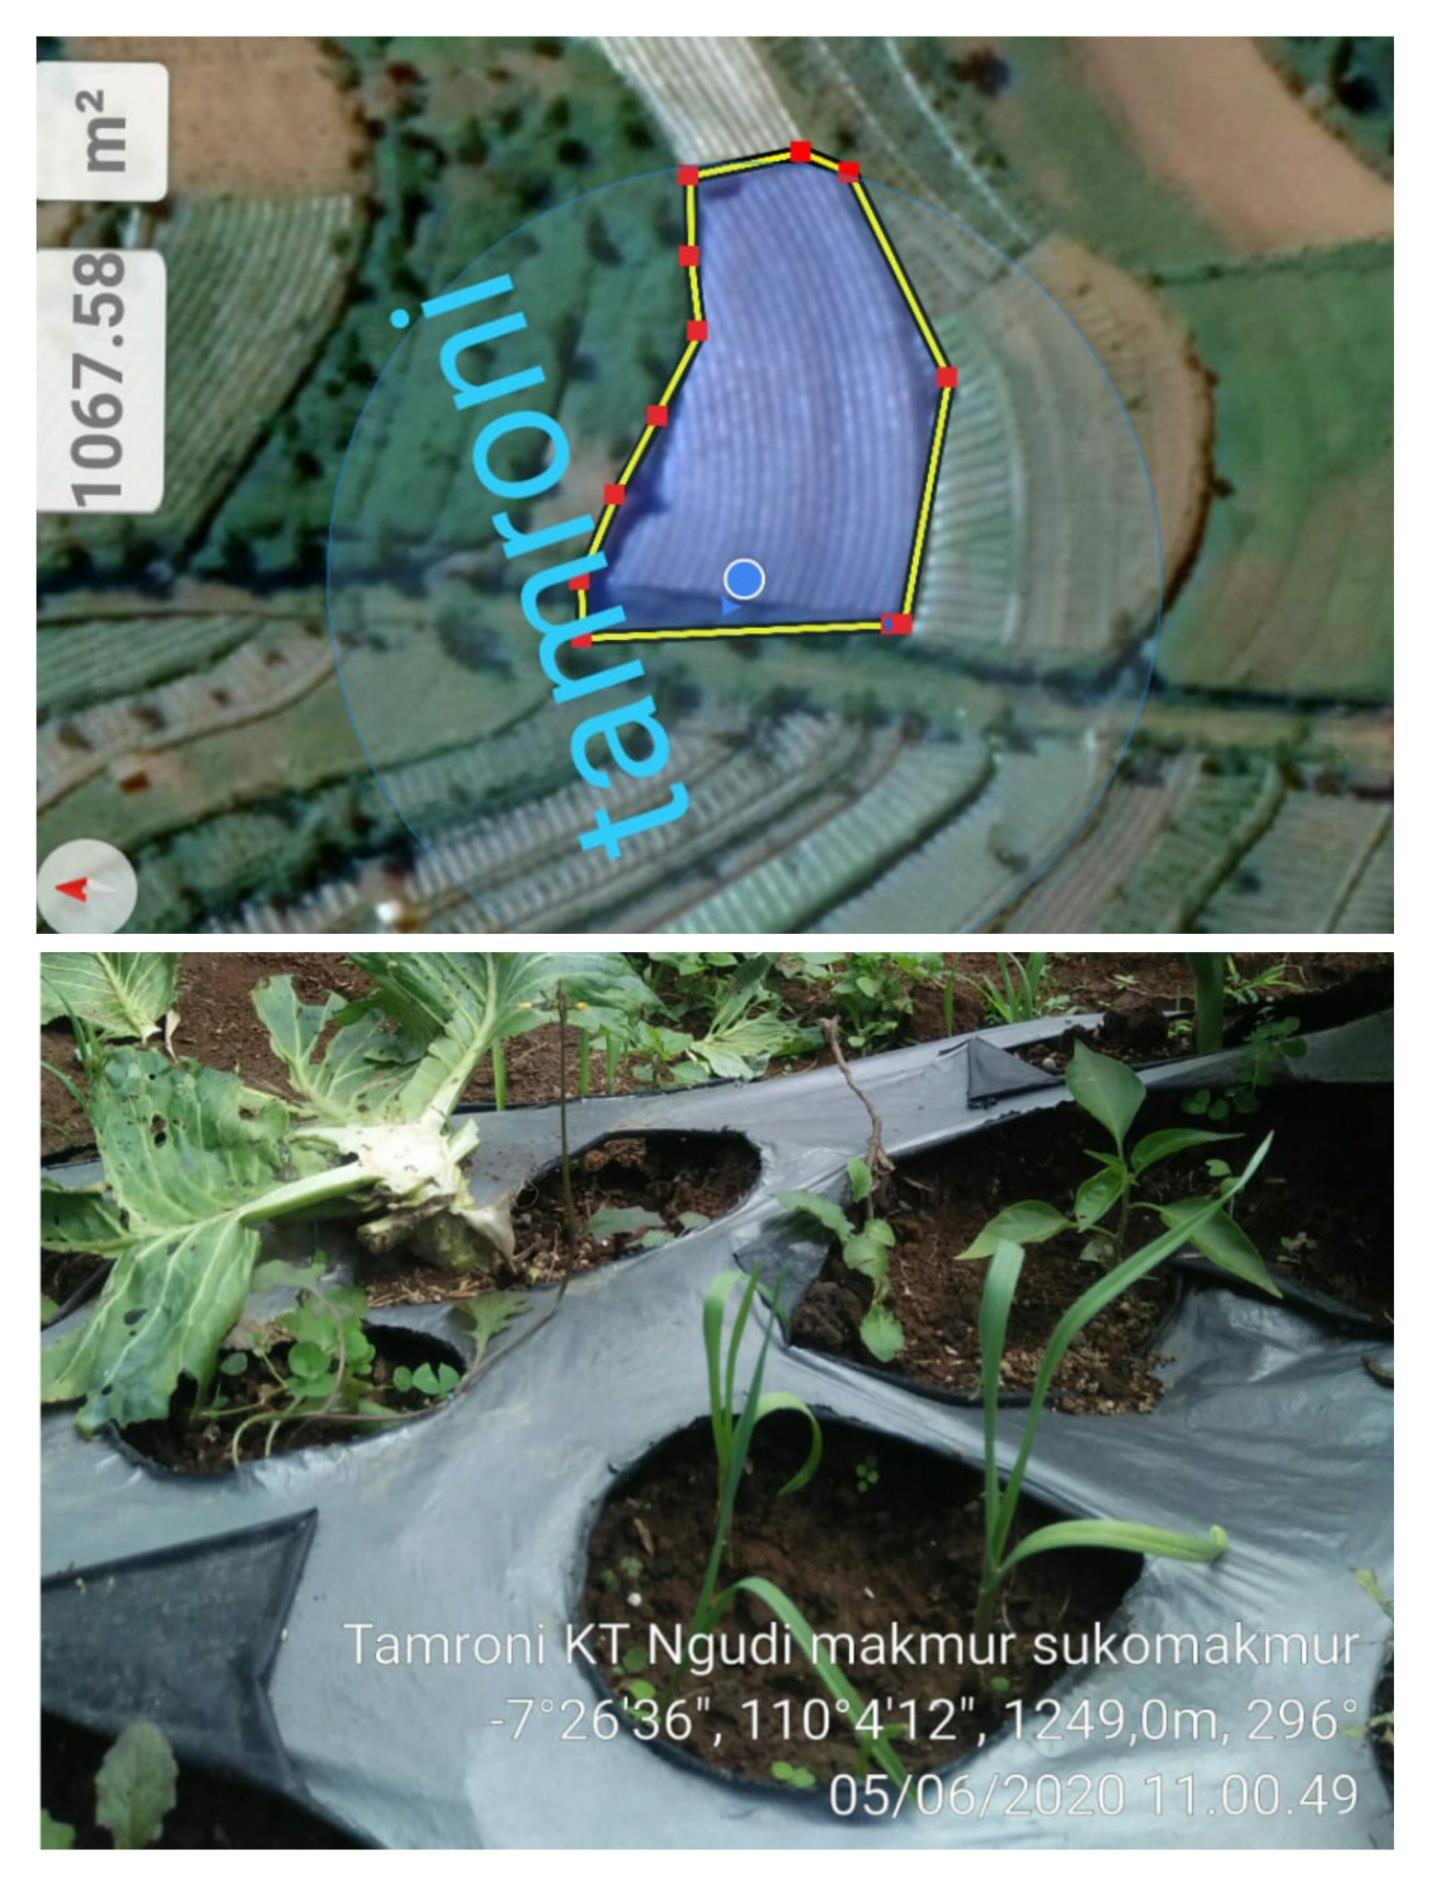 1067.58 m²
tamroni
Tamroni KT Ngudi makmur sukomakmur
-7°26'36", 110°4'12", 1249,0m, 296°
05/06/2020 11.00.49